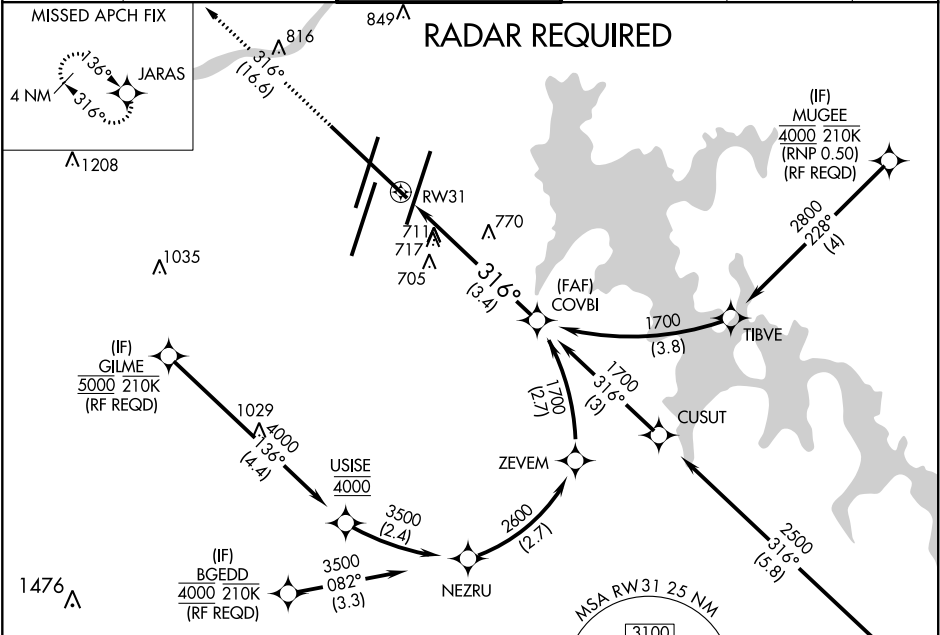 MISSED APCH FIX
136°
JARAS
4 NM
316°
849
816
RADAR REQUIRED
316°
(16.6)
1208
(IF)
MUGEE
4000 210K
(RNP 0.50)
(RF REQD)
RW31
711
717
705
770
2800
228°
(4)
1035
316°
(3.4)
(FAF)
COVBI
1700
(3.8)
TIBVE
(IF)
GILME
5000 210K
(RF REQD)
1700
(2.7)
1700
316°
(3)
CUSUT
1029
4000
136°
(4.4)
USISE
4000
ZEVEM
3500
(2.4)
2600
(2.7)
2500
316°
(5.8)
(IF)
BGEDD
4000 210K
(RF REQD)
3500
082°
(3.3)
NEZRU
1476
MSA RW31 25 NM
3100